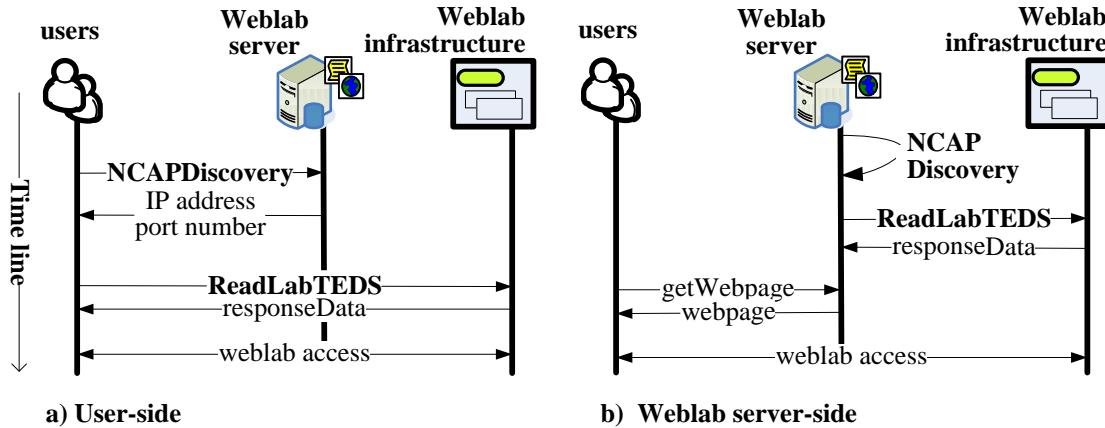 users
Weblab
server
Weblab
infrastructure
Time line
NCAPDiscovery
IP address
port number
ReadLabTEDS
responseData
weblab access
a) User-side
users
Weblab
server
Weblab
infrastructure
NCAP
Discovery
ReadLabTEDS
responseData
getWebpage
webpage
weblab access
b) Weblab server-side